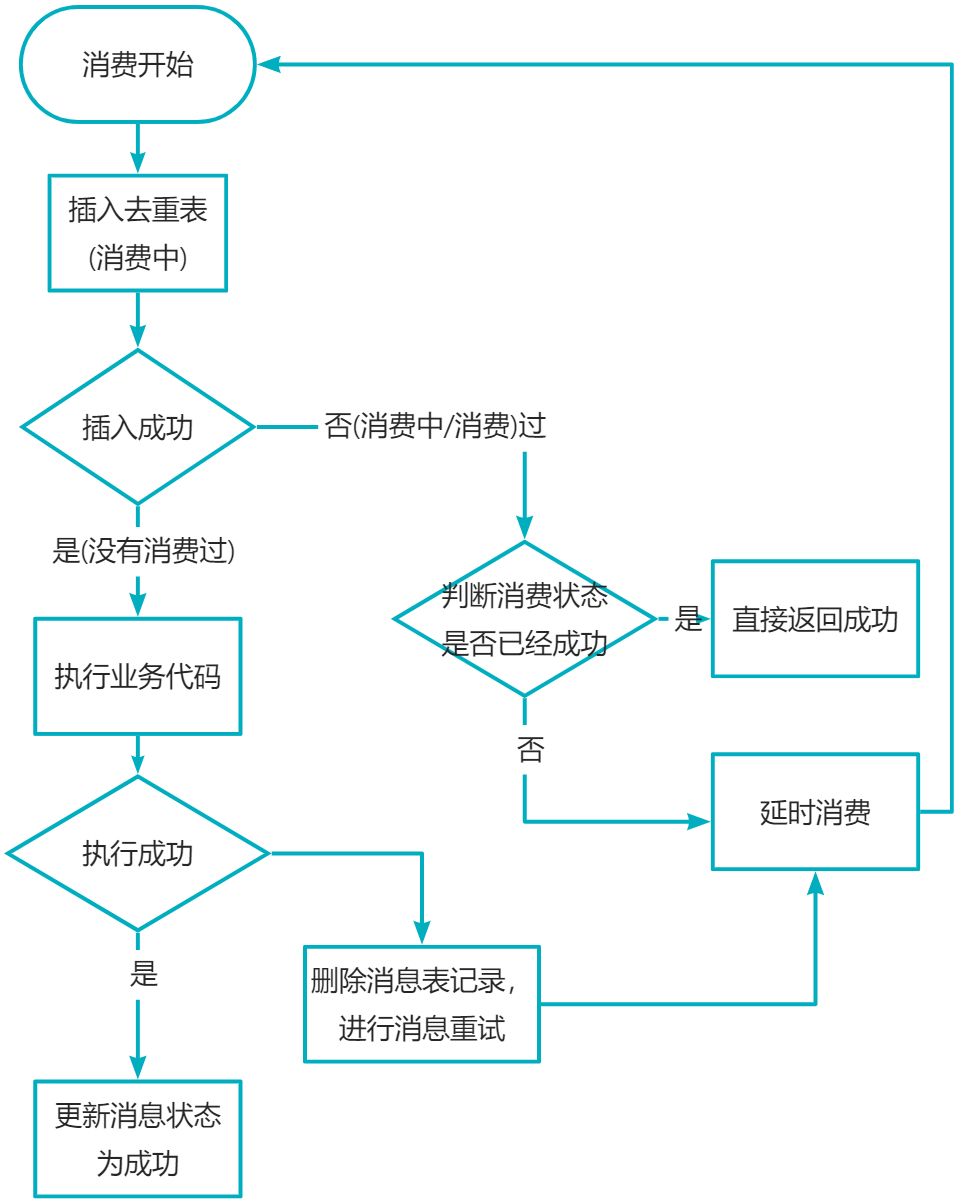 消费开始
插入去重表
(消费中)
插入成功
否(消费中/消费)过
是(没有消费过)
判断消费状态
是否已经成功
是
直接返回成功
执行业务代码
否
延时消费
执行成功
是
删除消息表记录，
进行消息重试
更新消息状态
为成功